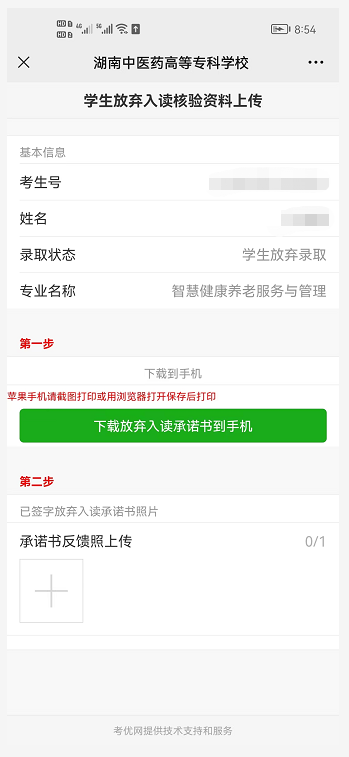 8:54
湖南中医药高等专科学校
学生放弃入读核验资料上传
基本信息
考生号
姓名
录取状态 学生放弃录取
专业名称 智慧健康养老服务与管理
第一步
下载到手机
苹果手机请截图打印或用浏览器打开保存后打印
下载放弃入读承诺书到手机
第二步
已签字放弃入读承诺书照片
承诺书反馈照上传 0/1
考优网提供技术支持和服务